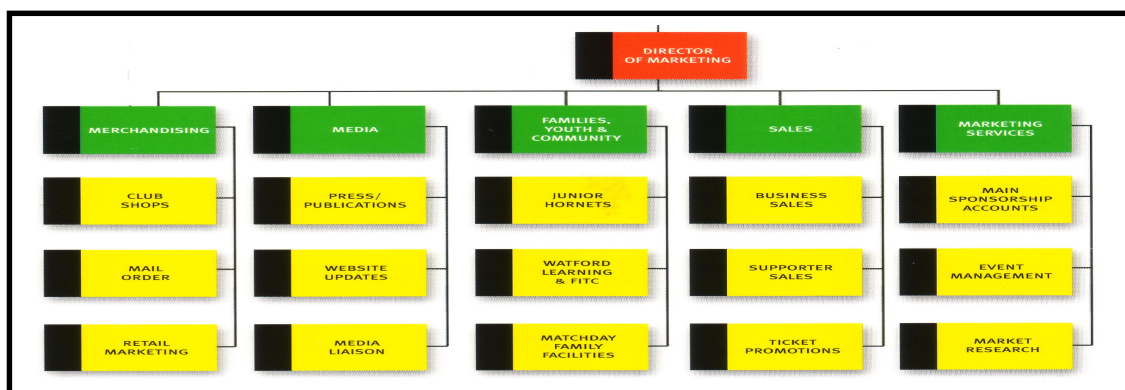 DIRECTOR
OF MARKETING
MERCHANDISING
MEDIA
FAMILIES,
YOUTH &
COMMUNITY
SALES
MARKETING
SERVICES
CLUB
SHOPS
PRESS/
PUBLICATIONS
JUNIOR
HORNETS
BUSINESS
SALES
MAIN
SPONSORSHIP
ACCOUNTS
MAIL
ORDER
WEBSITE
UPDATES
WATFORD
LEARNING
& FITC
SUPPORTER
SALES
EVENT
MANAGEMENT
RETAIL
MARKETING
MEDIA
LIAISON
MATCHDAY
FAMILY
FACILITIES
TICKET
PROMOTIONS
MARKET
RESEARCH